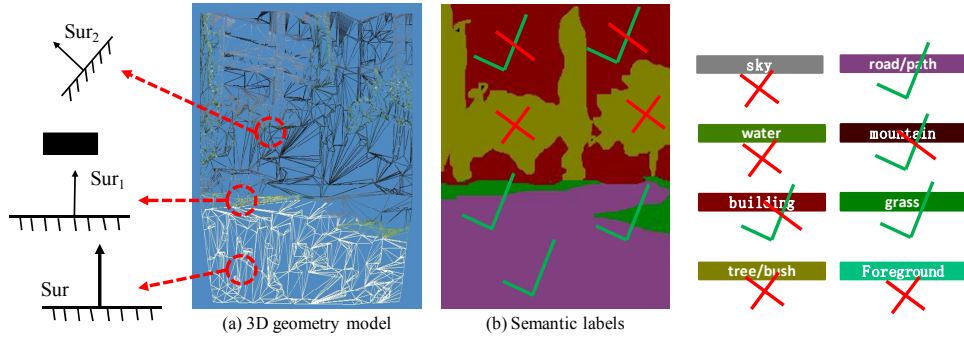 Sur2
Sur1
Sur
(a) 3D geometry model
(b) Semantic labels
sky
road/path
water
mountain
building
grass
tree/bush
Foreground